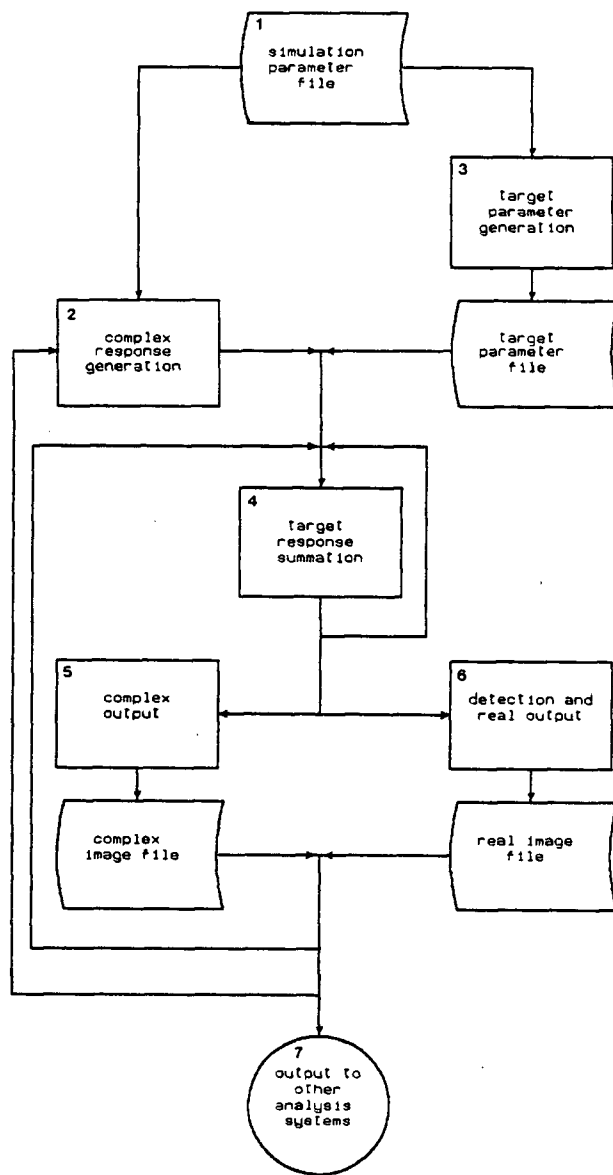 1
simulation
parameter
file
3
target
parameter
generation
2
complex
response
generation
target
parameter
file
4
target
response
summation
5
complex
output
6
detection and
real output
complex
image file
real image
file
7
output to
other
analysis
systems